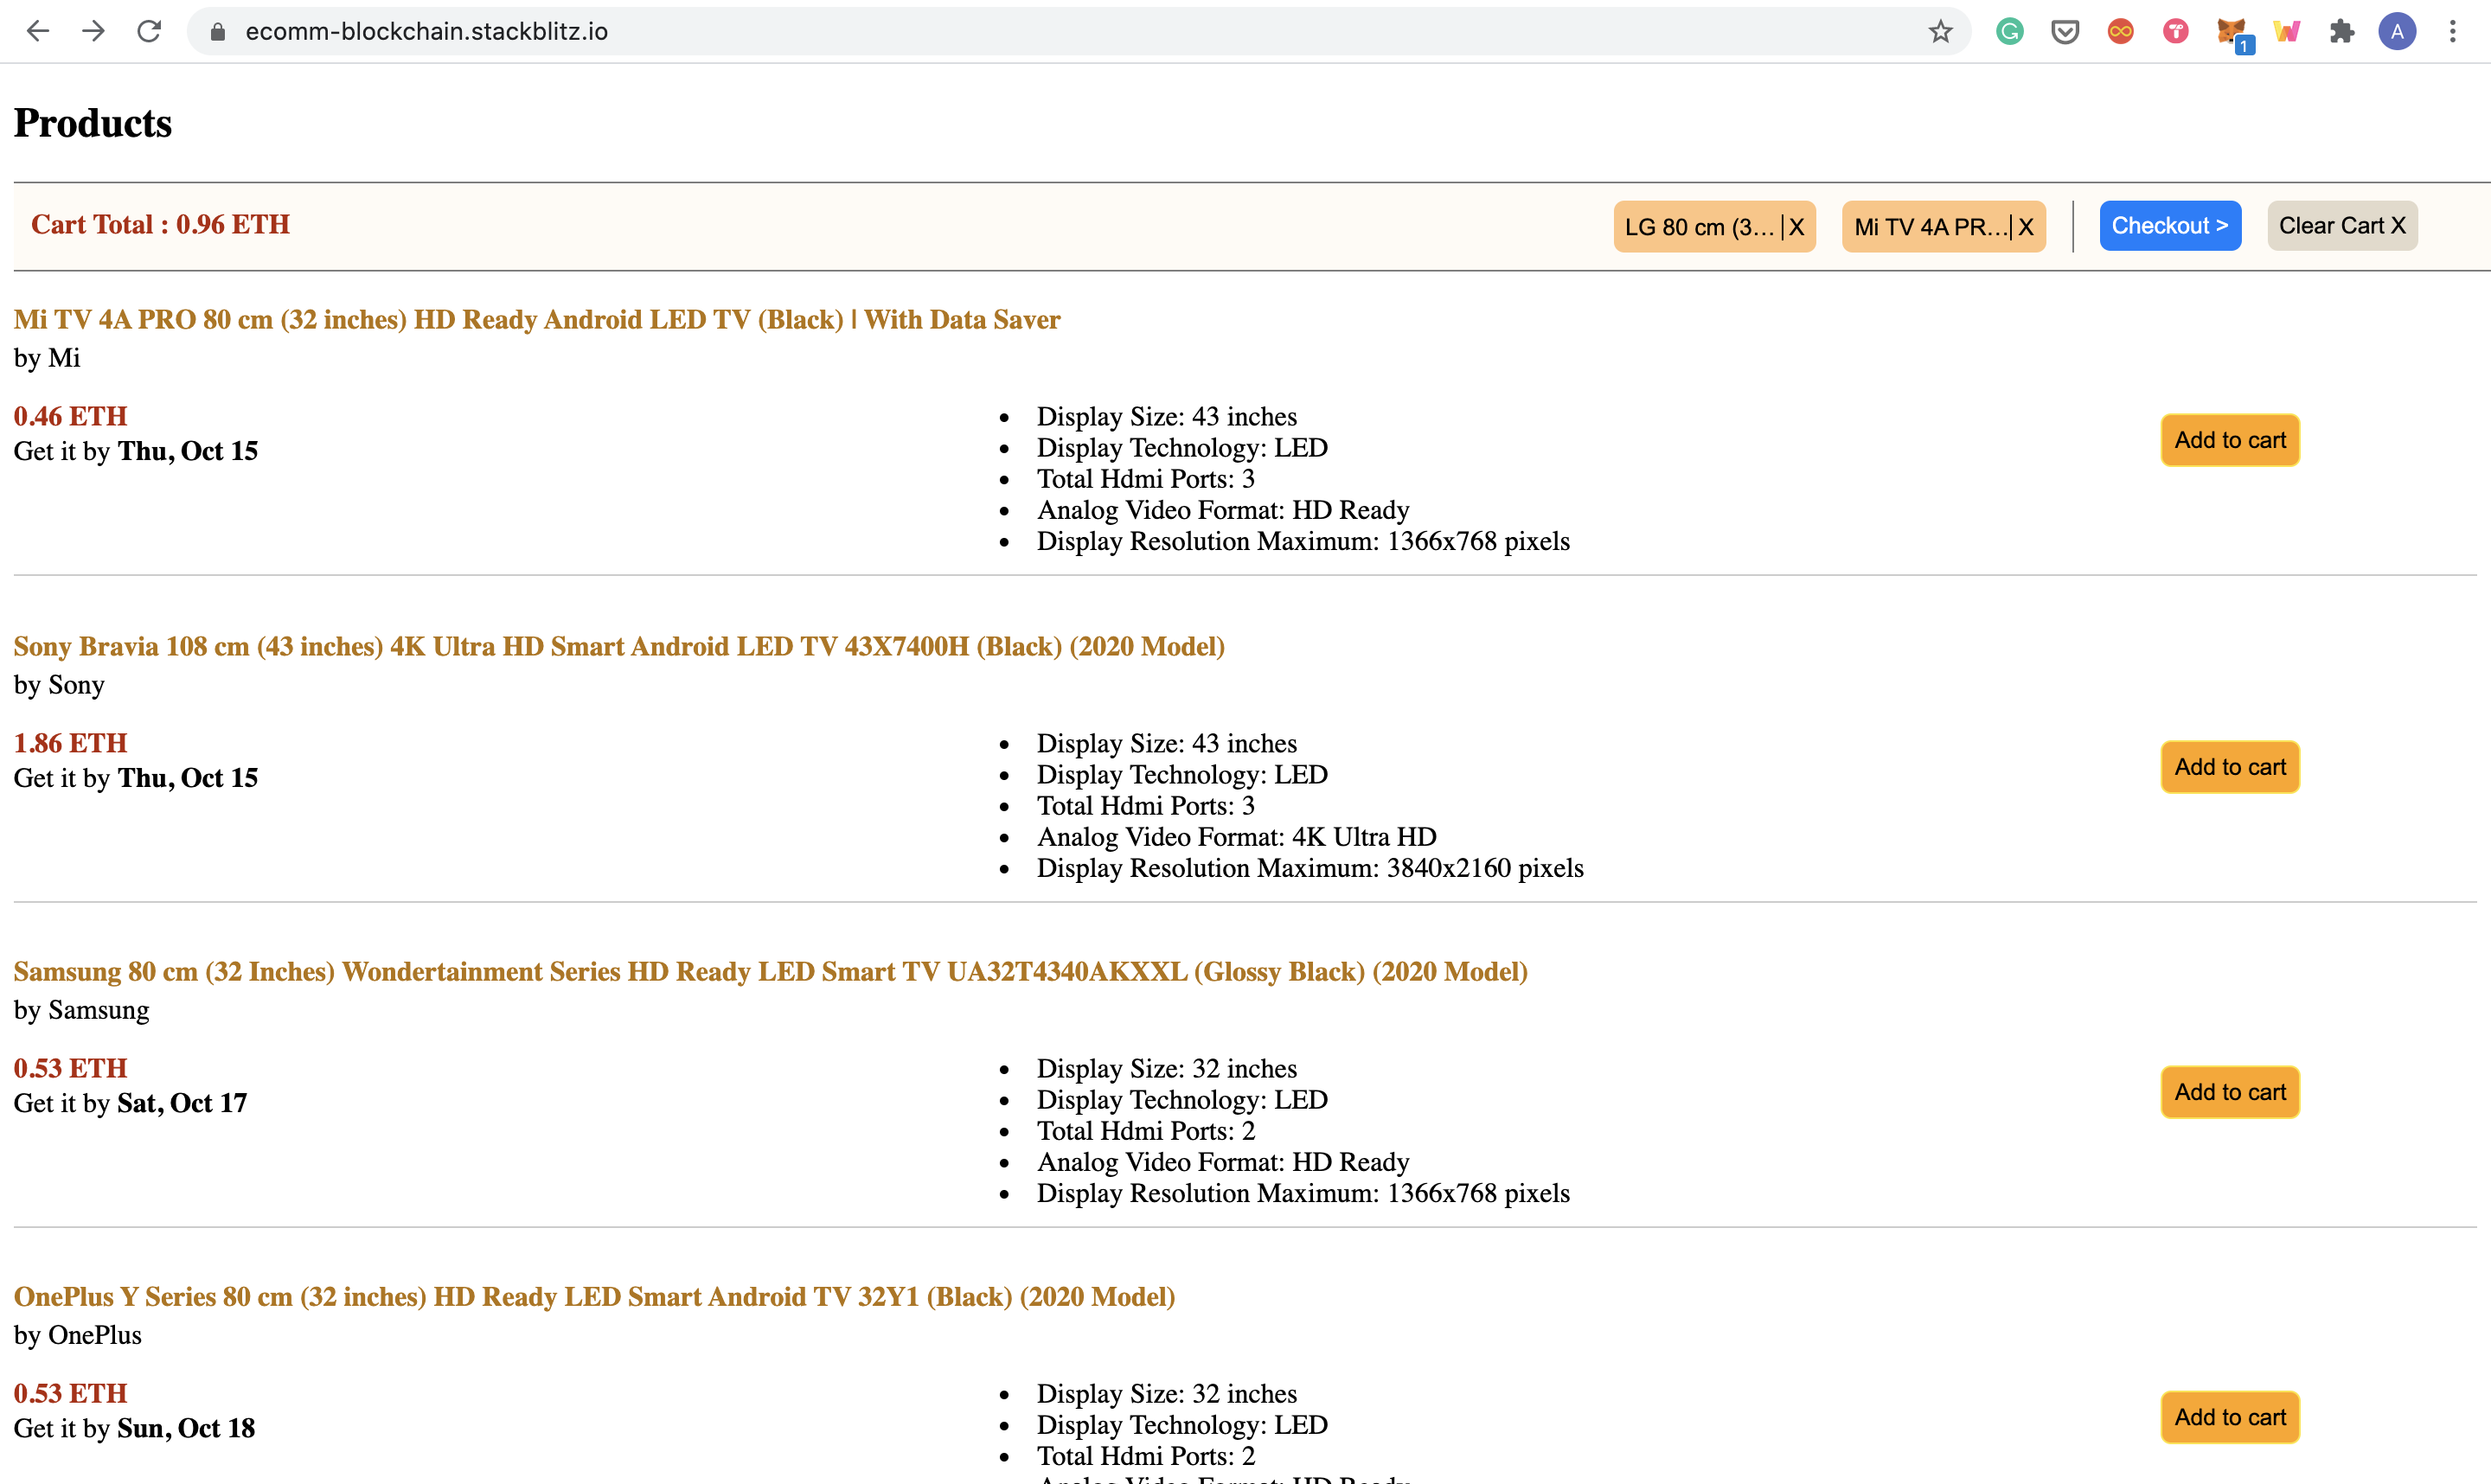 ecomm-blockchain.stackblitz.io
1
A
Products
Cart Total : 0.96 ETH
LG 80 cm (3... | X
Mi TV 4A PR...| X
Checkout >
Clear Cart X
Mi TV 4A PRO 80 cm (32 inches) HD Ready Android LED TV (Black) | With Data Saver
by Mi
0.46 ETH
Get it by Thu, Oct 15
• Display Size: 43 inches
• Display Technology: LED
• Total Hdmi Ports: 3
• Analog Video Format: HD Ready
• Display Resolution Maximum: 1366x768 pixels
Add to cart
Sony Bravia 108 cm (43 inches) 4K Ultra HD Smart Android LED TV 43X7400H (Black) (2020 Model)
by Sony
1.86 ETH
Get it by Thu, Oct 15
• Display Size: 43 inches
• Display Technology: LED
• Total Hdmi Ports: 3
• Analog Video Format: 4K Ultra HD
• Display Resolution Maximum: 3840x2160 pixels
Add to cart
Samsung 80 cm (32 Inches) Wondertainment Series HD Ready LED Smart TV UA32T4340AKXXL (Glossy Black) (2020 Model)
by Samsung
0.53 ETH
Get it by Sat, Oct 17
• Display Size: 32 inches
• Display Technology: LED
• Total Hdmi Ports: 2
• Analog Video Format: HD Ready
• Display Resolution Maximum: 1366x768 pixels
Add to cart
OnePlus Y Series 80 cm (32 inches) HD Ready LED Smart Android TV 32Y1 (Black) (2020 Model)
by OnePlus
0.53 ETH
Get it by Sun, Oct 18
• Display Size: 32 inches
• Display Technology: LED
• Total Hdmi Ports: 2
Add to cart